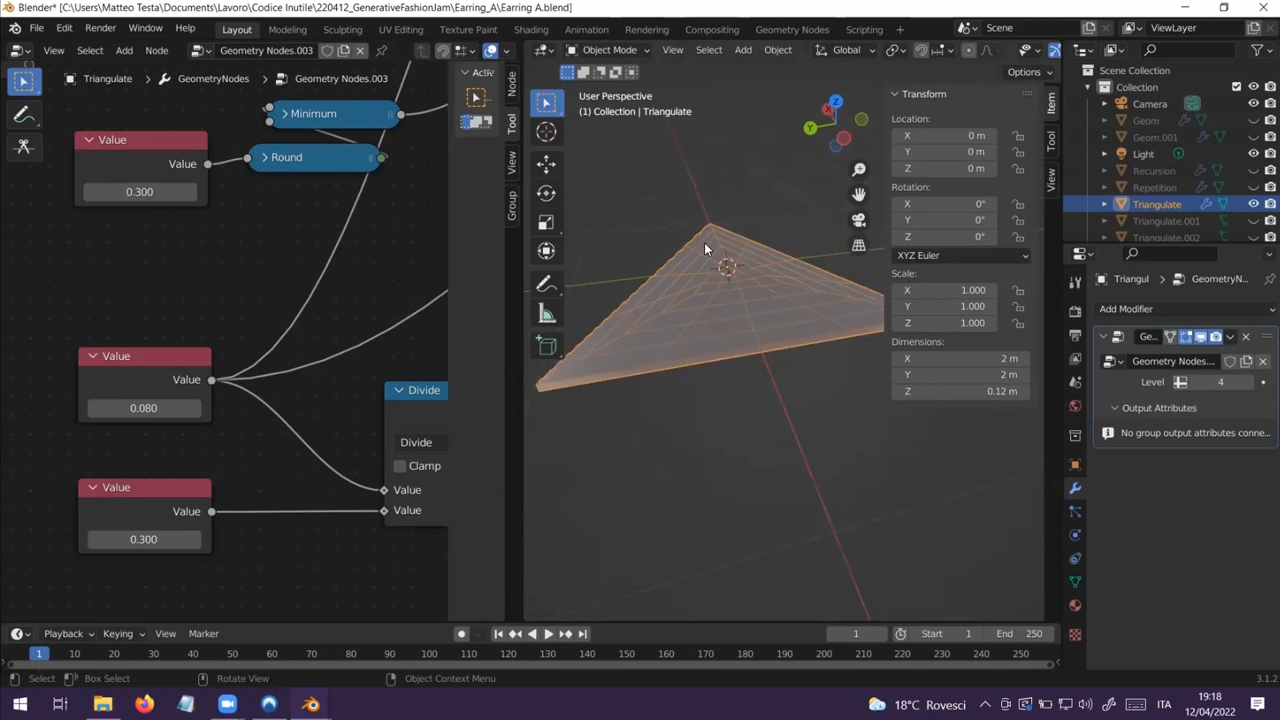 Blender* [C:\Users\Matteo Testa\Documents\Lavoro\Codice Inutile\220412_GenerativeFashionJam\Earring_A\Earring A.blend]
File Edit Render Window Help Layout Modeling Sculpting UV Editing Texture Paint Shading Animation Rendering Compositing Geometry Nodes Scripting Scene ViewLayer
View Select Add Node Geometry Nodes.003 Object Mode View Select Add Object Global
Triangulate GeometryNodes Geometry Nodes.003
Options
Node
Tool
View
Group
Minimum
Round
Value
Value
0.300
Value
Value
0.080
Value
Value
0.300
Divide
Divide
Clamp
Value
Value
User Perspective
(1) Collection | Triangulate
Z
Y
Item
Tool
View
Transform
Location:
X 0 m
Y 0 m
Z 0 m
Rotation:
X 0°
Y 0°
Z 0°
XYZ Euler
Scale:
X 1.000
Y 1.000
Z 1.000
Dimensions:
X 2 m
Y 2 m
Z 0.12 m
Scene Collection
Collection
Camera
Geom
Geom.001
Light
Recursion
Repetition
Triangulate
Triangulate.001
Triangulate.002
Triangul GeometryN...
Add Modifier
Ge...
Geometry Nodes...
Level 4
Output Attributes
No group output attributes conne...
Playback Keying View Marker 1 Start 1 End 250
1 10 20 30 40 50 60 70 80 90 100 110 120 130 140 150 160 170 180 190 200 210 220 230 240 250
Select Box Select Rotate View Object Context Menu 3.1.2
18°C Rovesci ITA 19:18
12/04/2022